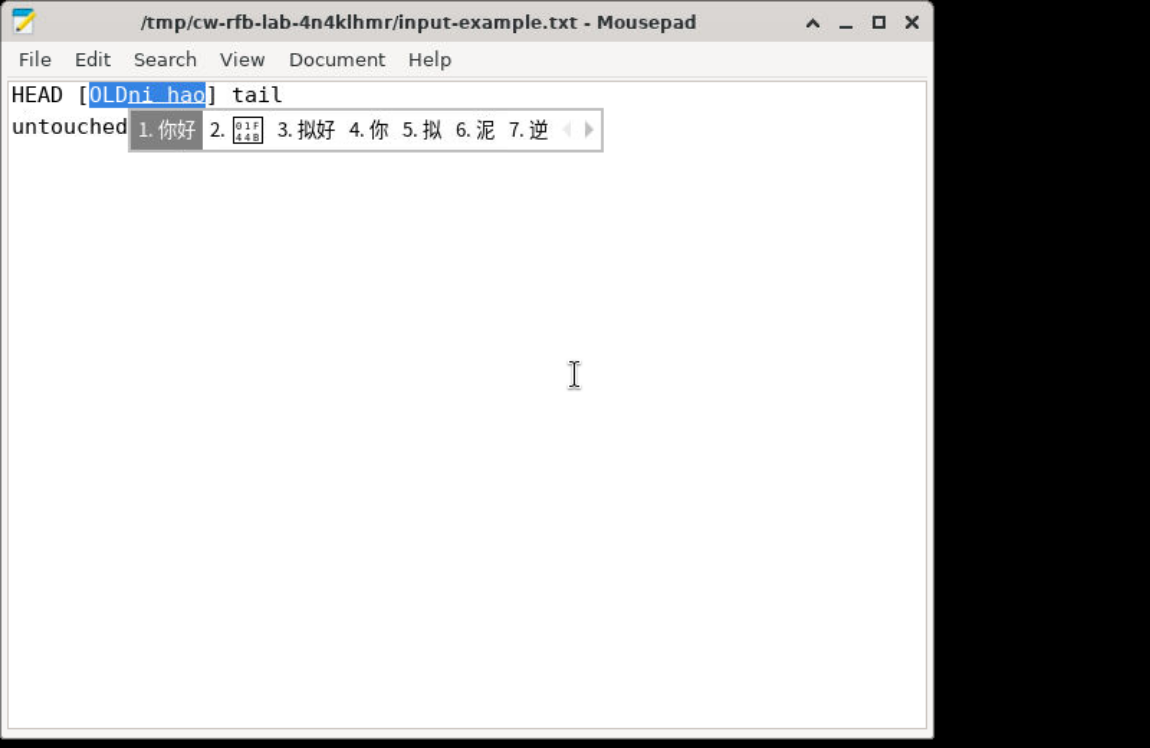 /tmp/cw-rfb-lab-4n4klhmr/input-example.txt - Mousepad
File Edit Search View Document Help
HEAD [OLDni hao] tail
untouched
1. 你好 2. 01F44B 3. 拟好 4. 你 5. 拟 6. 泥 7. 逆